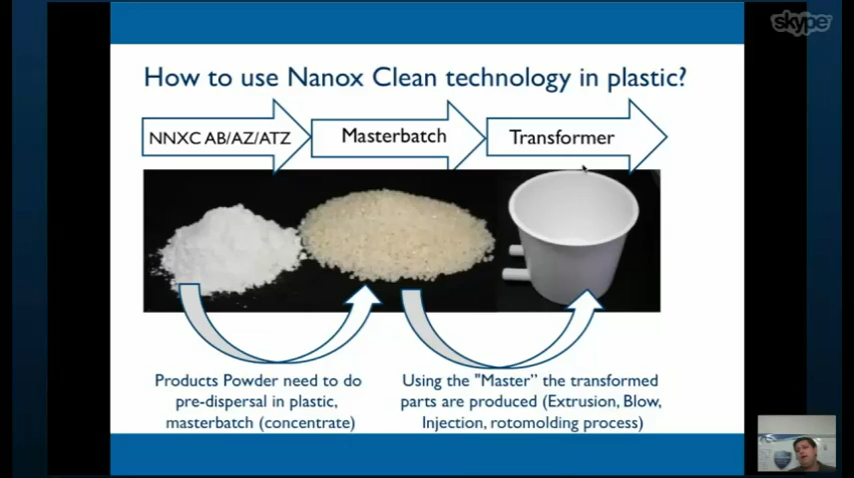 skype
How to use Nanox Clean technology in plastic?
NNXC AB/AZ/ATZ
Masterbatch
Transformer
Products Powder need to do
pre-dispersal in plastic,
masterbatch (concentrate)
Using the "Master” the transformed
parts are produced (Extrusion, Blow,
Injection, rotomolding process)